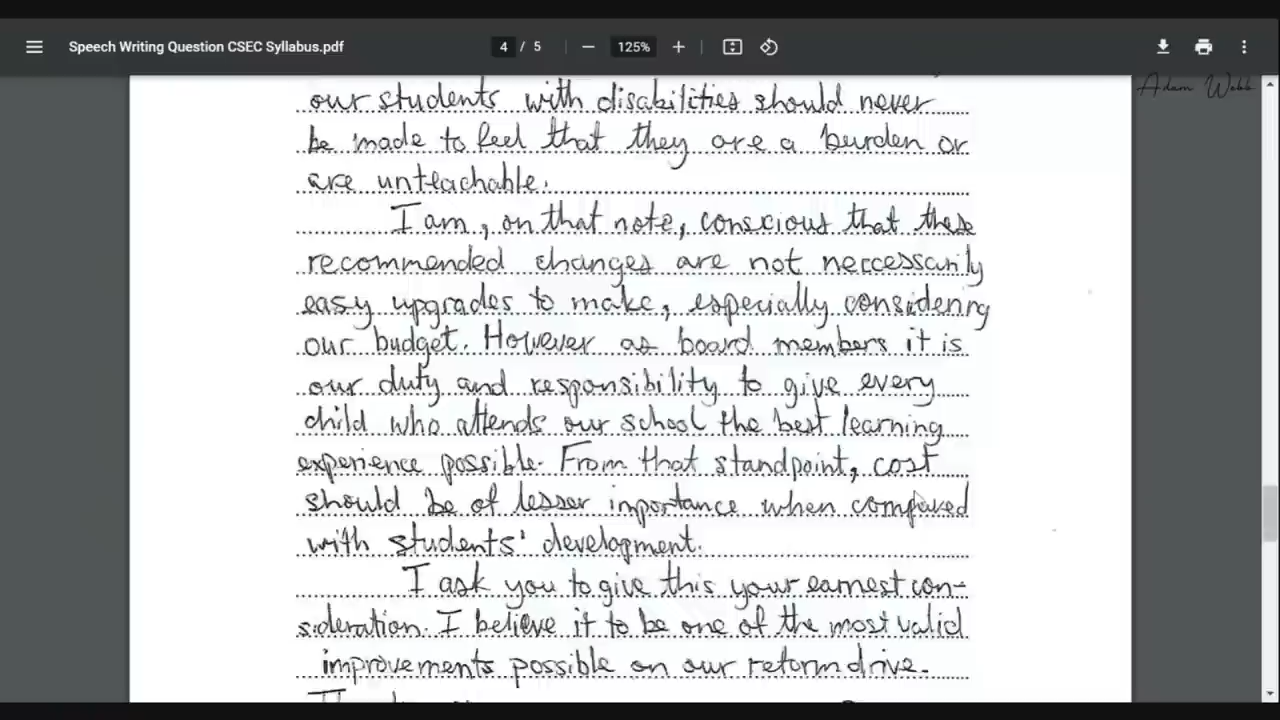 Speech Writing Question CSEC Syllabus.pdf
4 / 5
125%
Adam Webb
our students with disabilities should never
be made to feel that they are a burden or
are unteachable.
I am, on that note, conscious that these
recommended changes are not neccessarily
easy upgrades to make, especially considering
our budget. However as board members it is
our duty and responsibility to give every
child who attends our school the best learning
experience possible. From that standpoint, cost
should be of lesser importance when compared
with students' development.
I ask you to give this your earnest con-
sideration. I believe it to be one of the most valid
improvements possible on our reform drive.